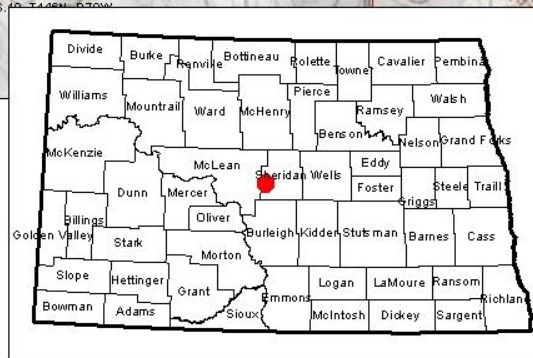 Divide Burke Renville Bottineau Rolette Towner Cavalier Pembina
Williams Mountrail Ward McHenry Pierce Ramsey Walsh
Benson Nelson Grand Forks
McKenzie McLean Sheridan Wells Eddy
Dunn Mercer Foster Griggs Steele Traill
Billings Oliver
Golden Valley Stark Morton Burleigh Kidder Stutsman Barnes Cass
Slope Hettinger Grant Emmons Logan LaMoure Ransom Richland
Bowman Adams Sioux McIntosh Dickey Sargent